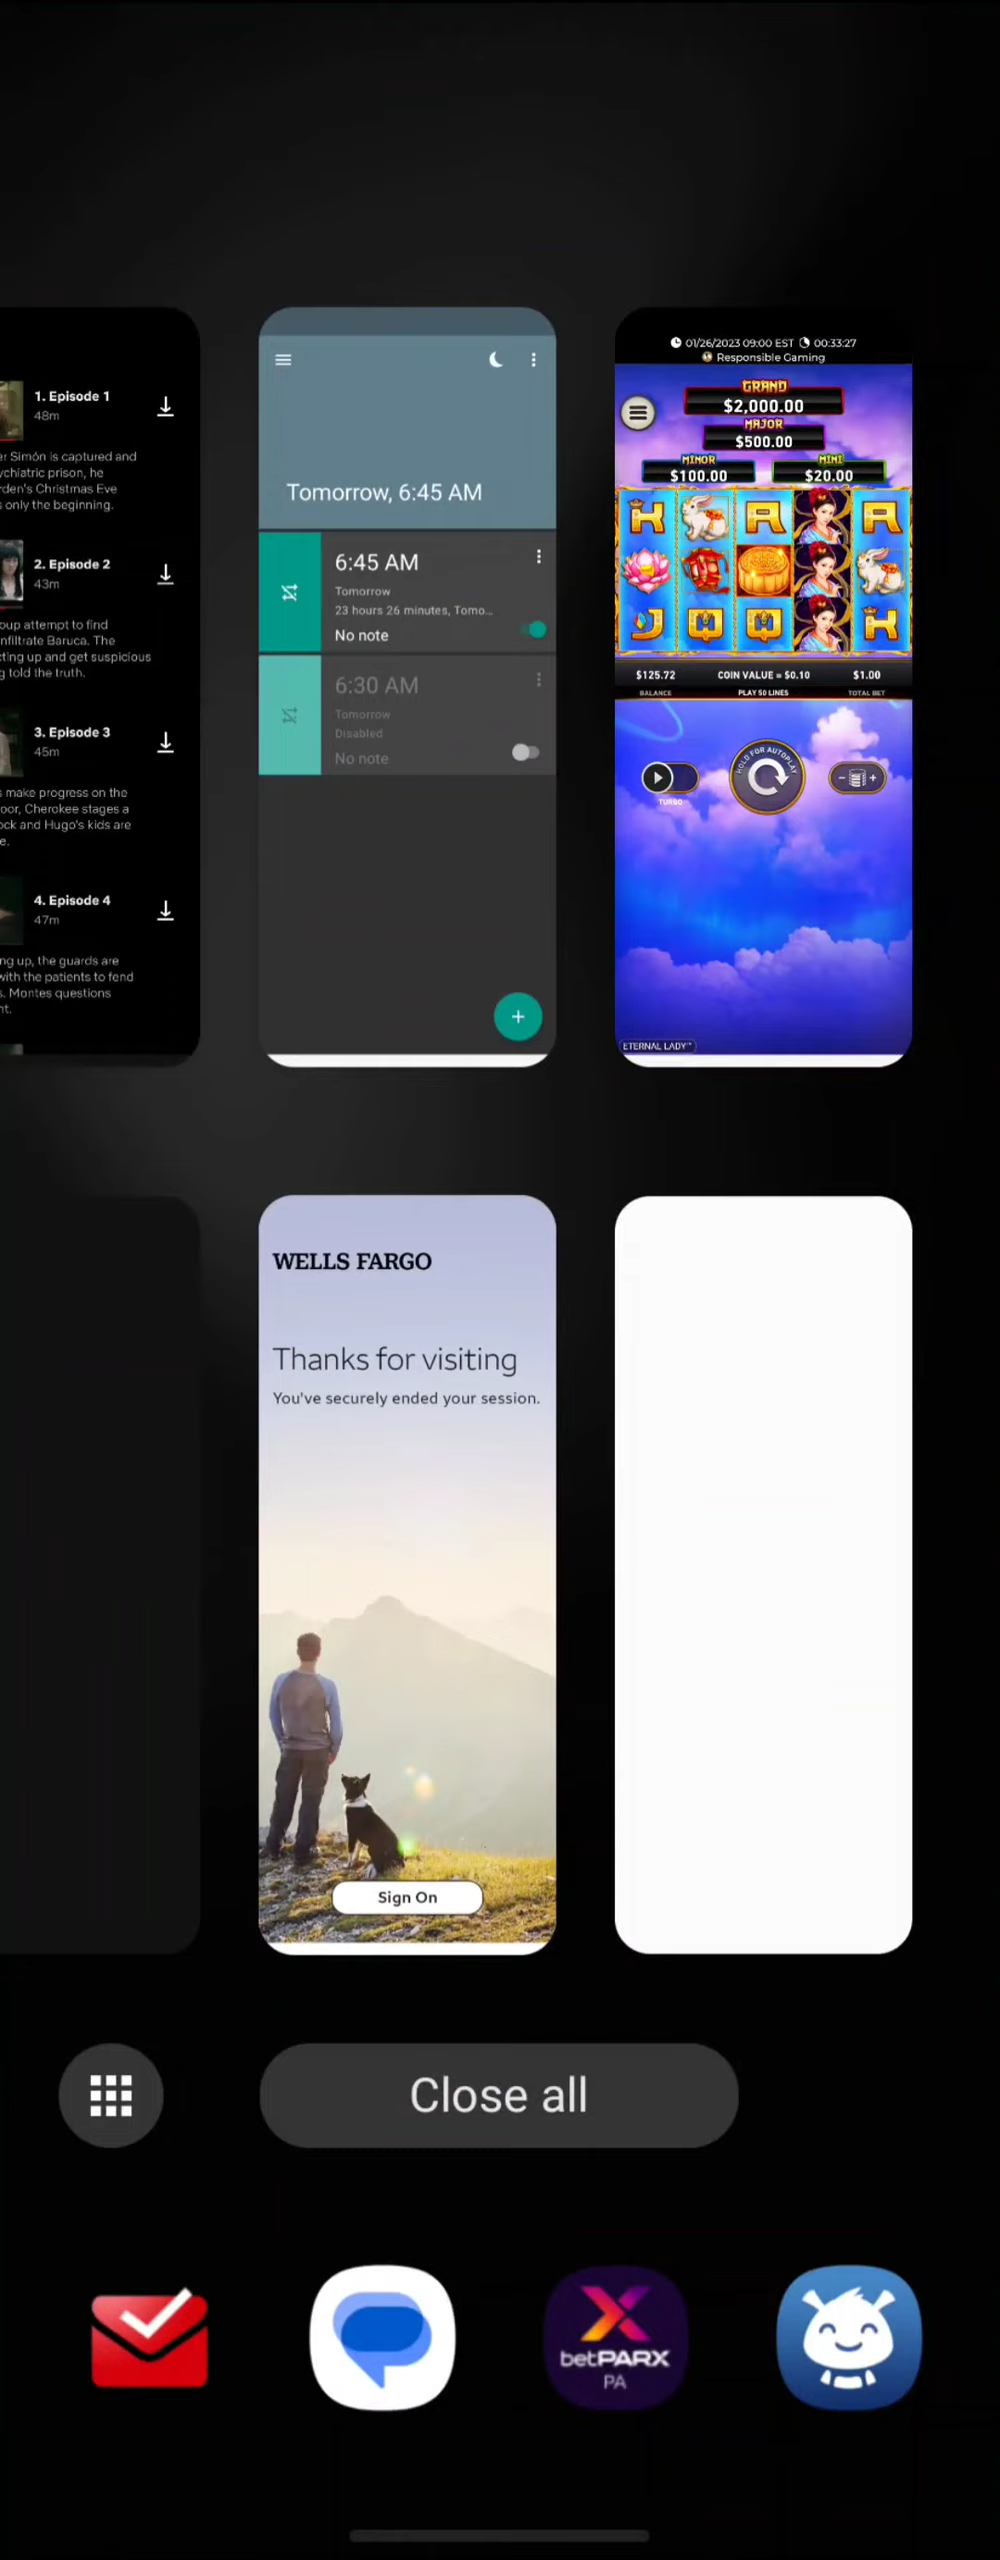 1. Episode 1
48m
er Simón is captured and
ychiatric prison, he
rden's Christmas Eve
s only the beginning.
2. Episode 2
43m
oup attempt to find
nfiltrate Baruca. The
cting up and get suspicious
g told the truth.
3. Episode 3
45m
s make progress on the
oor, Cherokee stages a
ock and Hugo's kids are
e.
4. Episode 4
47m
ng up, the guards are
with the patients to fend
s. Montes questions
nt.
Tomorrow, 6:45 AM
6:45 AM
Tomorrow
23 hours 26 minutes, Tomo...
No note
6:30 AM
Tomorrow
Disabled
No note
01/26/2023 09:00 EST 00:33:27
Responsible Gaming
GRAND
$2,000.00
MAJOR
$500.00
MINOR MINI
$100.00 $20.00
K A A
J Q Q K
$125.72 COIN VALUE = $0.10 $1.00
BALANCE PLAY 50 LINES TOTAL BET
HOLD FOR AUTOPLAY
TURBO
ETERNAL LADY™
WELLS FARGO
Thanks for visiting
You've securely ended your session.
Sign On
Close all
betPARX
PA